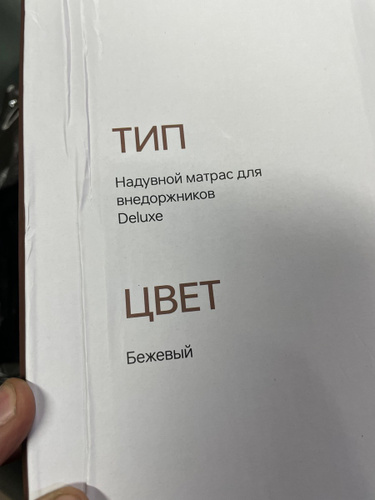 ТИП
Надувной матрас для
внедоржников
Deluxe
ЦВЕТ
Бежевый